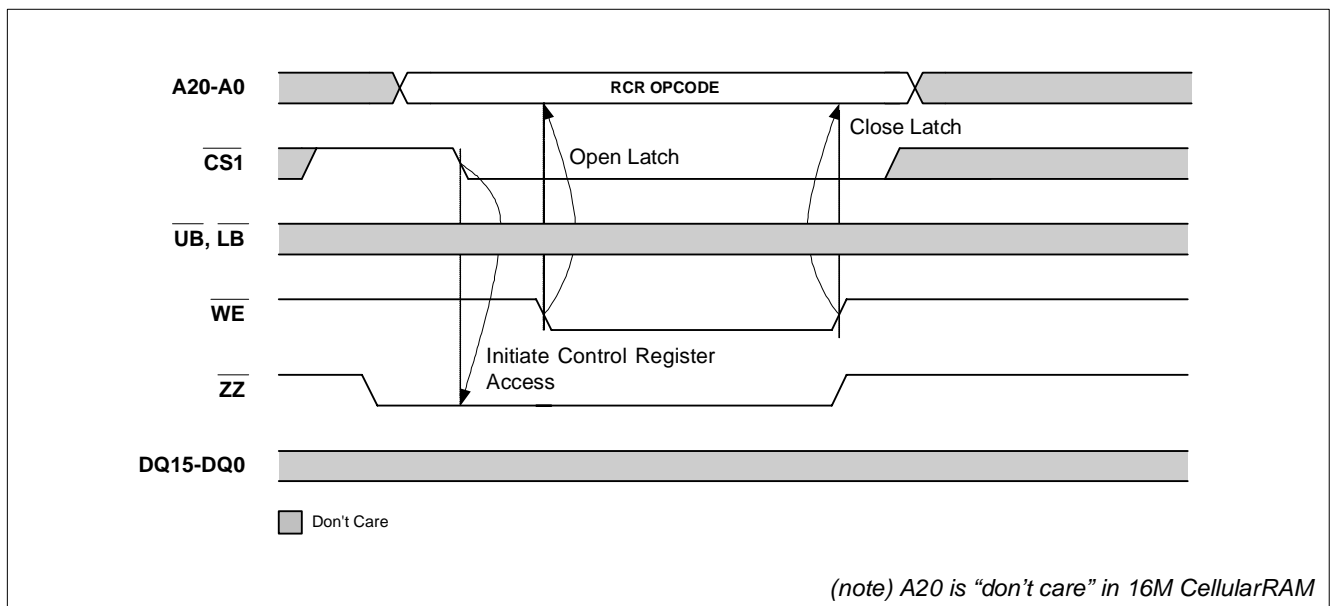 A20-A0
RCR OPCODE
Close Latch
CS1
Open Latch
UB, LB
WE
Initiate Control Register
Access
ZZ
DQ15-DQ0
Don't Care
(note) A20 is “don’t care” in 16M CellularRAM